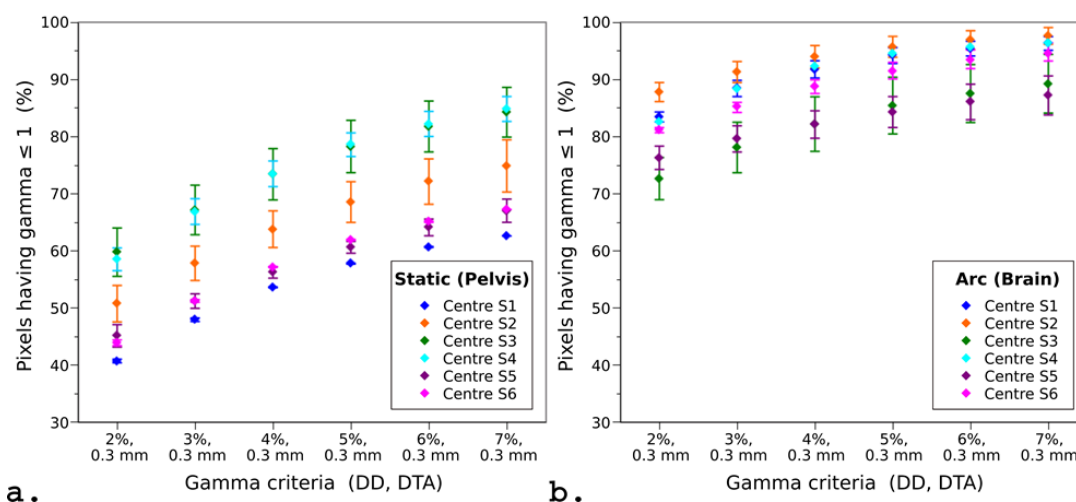 100
90
80
70
60
50
40
30
Pixels having gamma ≤ 1 (%)
Static (Pelvis)
Centre S1
Centre S2
Centre S3
Centre S4
Centre S5
Centre S6
2%, 3%, 4%, 5%, 6%, 7%,
0.3 mm 0.3 mm 0.3 mm 0.3 mm 0.3 mm 0.3 mm
Gamma criteria (DD, DTA)
a.
100
90
80
70
60
50
40
30
Pixels having gamma ≤ 1 (%)
Arc (Brain)
Centre S1
Centre S2
Centre S3
Centre S4
Centre S5
Centre S6
2%, 3%, 4%, 5%, 6%, 7%,
0.3 mm 0.3 mm 0.3 mm 0.3 mm 0.3 mm 0.3 mm
Gamma criteria (DD, DTA)
b.